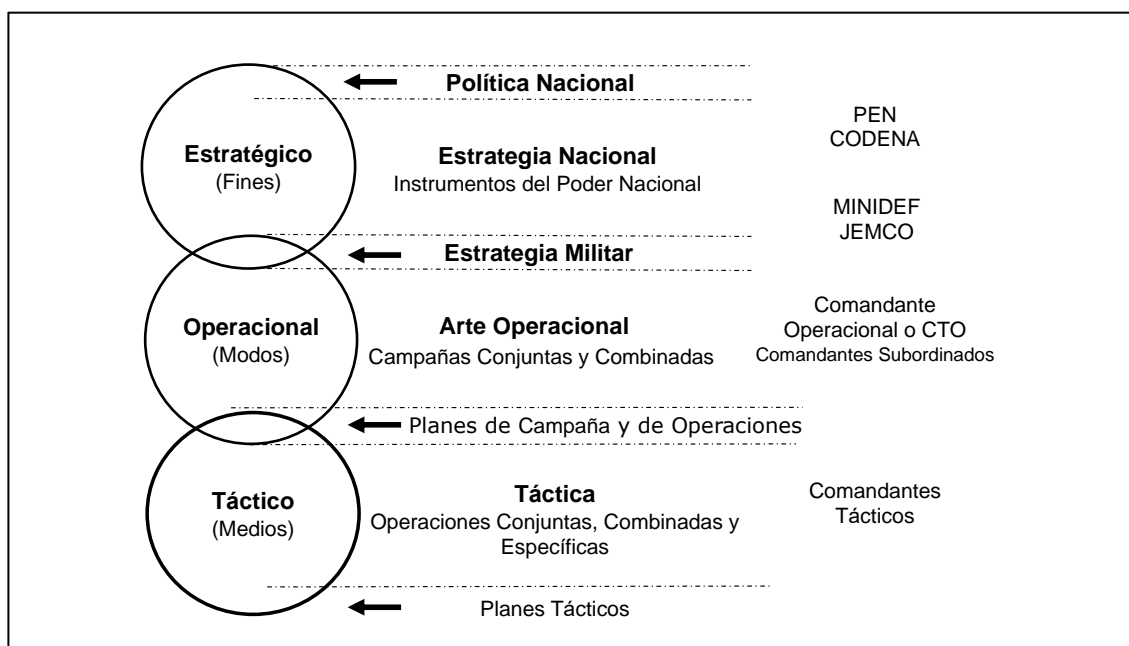 Política Nacional
PEN
CODENA
Estratégico
(Fines)
Estrategia Nacional
Instrumentos del Poder Nacional
MINIDEF
JEMCO
Estrategia Militar
Operacional
(Modos)
Arte Operacional
Campañas Conjuntas y Combinadas
Comandante
Operacional o CTO
Comandantes Subordinados
Planes de Campaña y de Operaciones
Táctico
(Medios)
Táctica
Operaciones Conjuntas, Combinadas y
Específicas
Comandantes
Tácticos
Planes Tácticos